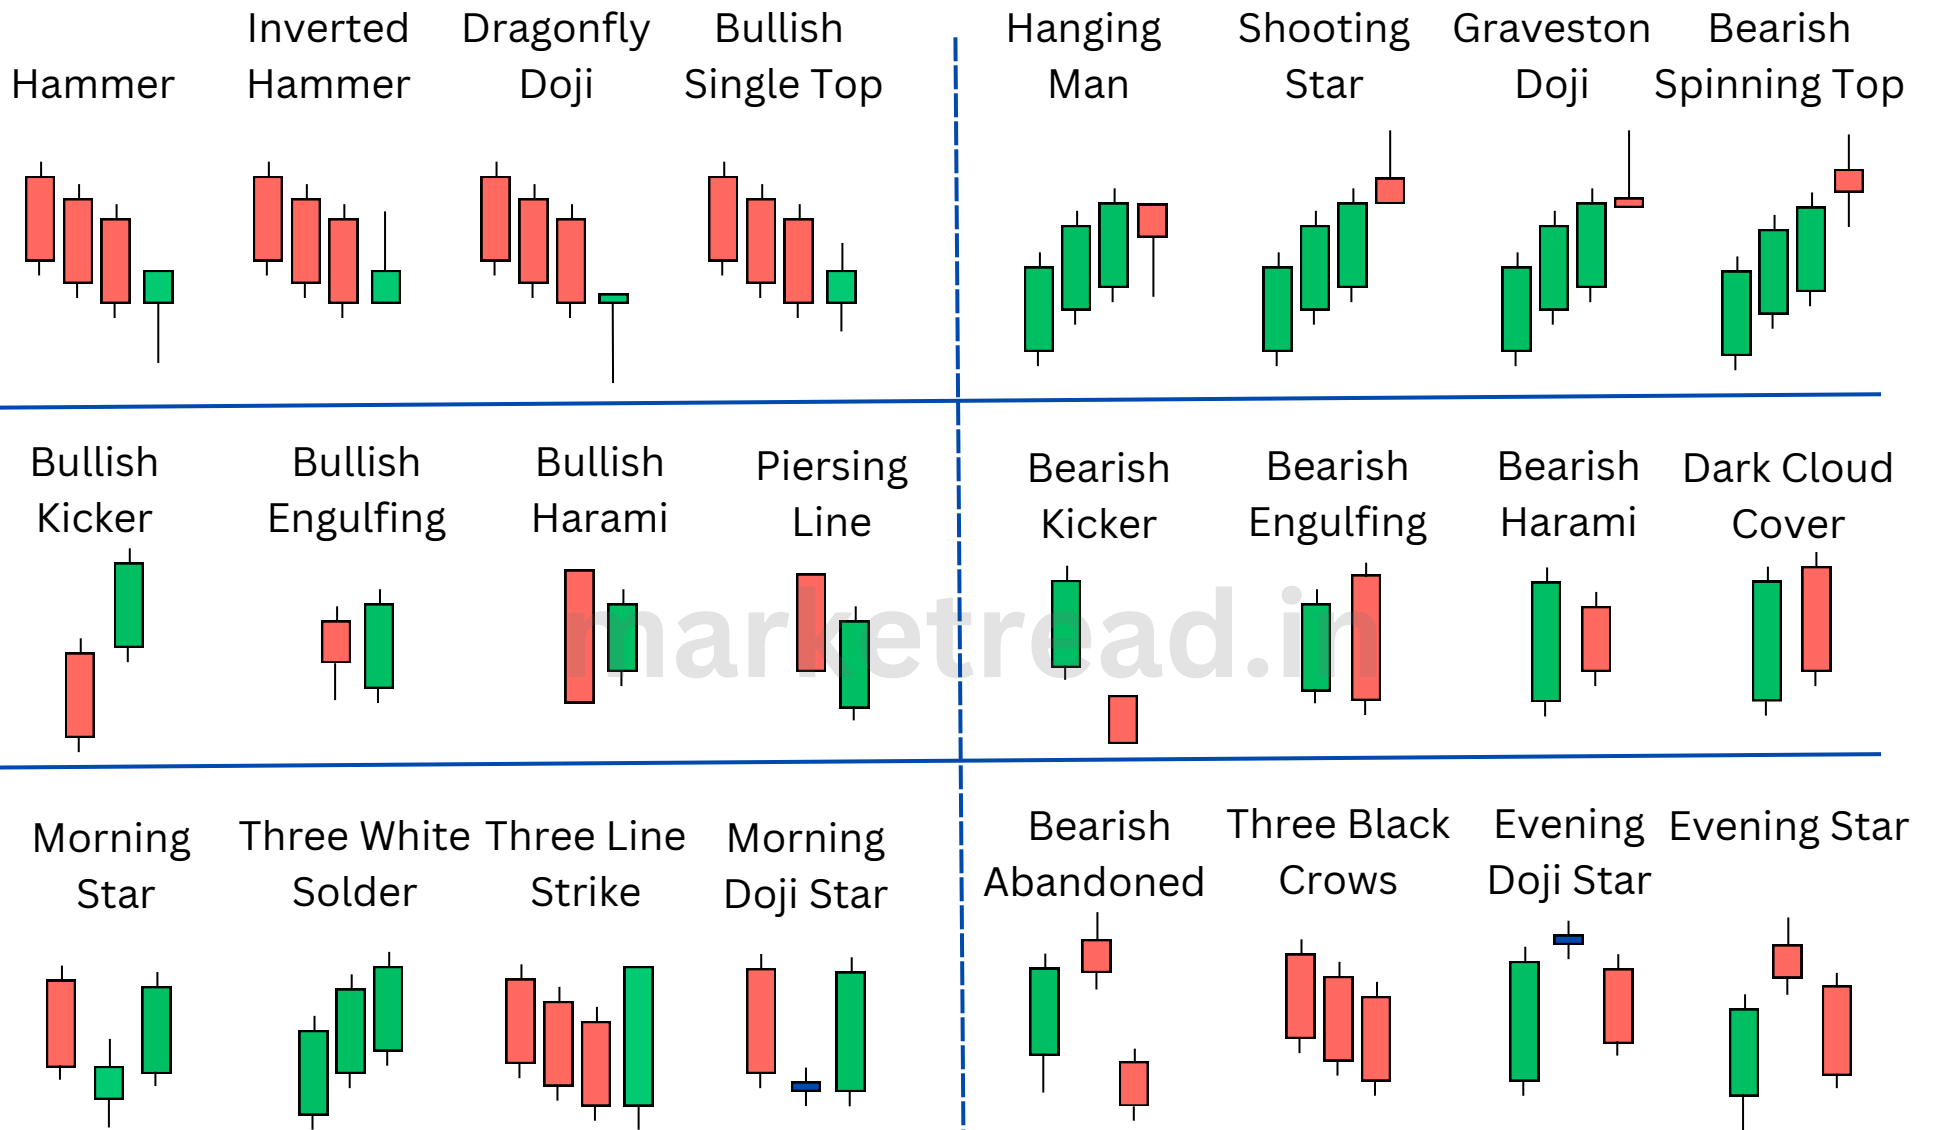 Hammer
Inverted
Hammer
Dragonfly
Doji
Bullish
Single Top
Hanging
Man
Shooting
Star
Graveston
Doji
Bearish
Spinning Top
Bullish
Kicker
Bullish
Engulfing
Bullish
Harami
Piersing
Line
Bearish
Kicker
Bearish
Engulfing
Bearish
Harami
Dark Cloud
Cover
marketread.in
Morning
Star
Three White
Solder
Three Line
Strike
Morning
Doji Star
Bearish
Abandoned
Three Black
Crows
Evening
Doji Star
Evening Star